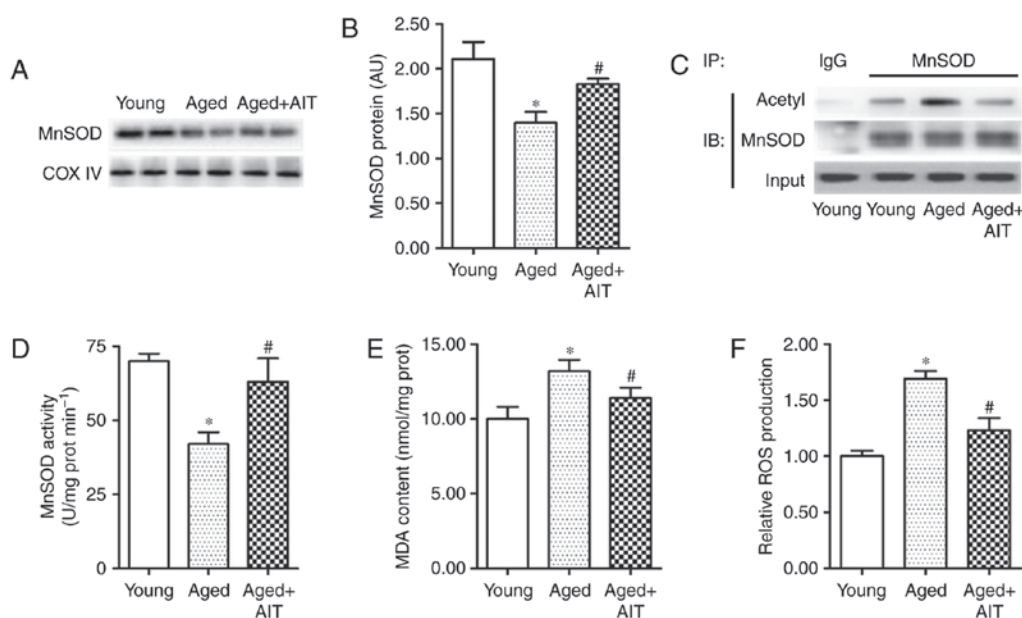 A
Young Aged Aged+AIT
MnSOD
COX IV
B
MnSOD protein (AU)
2.50
2.00
1.50
1.00
0.50
0.00
*
#
Young Aged Aged+
AIT
C
IP: IgG MnSOD
IB:
Acetyl
MnSOD
Input
Young Young Aged Aged+
AIT
D
MnSOD activity
(U/mg prot min⁻¹)
75
50
25
0
*
#
Young Aged Aged+
AIT
E
MDA content (nmol/mg prot)
15.00
10.00
5.00
0.00
*
#
Young Aged Aged+
AIT
F
Relative ROS production
2.00
1.50
1.00
0.50
0.00
*
#
Young Aged Aged+
AIT